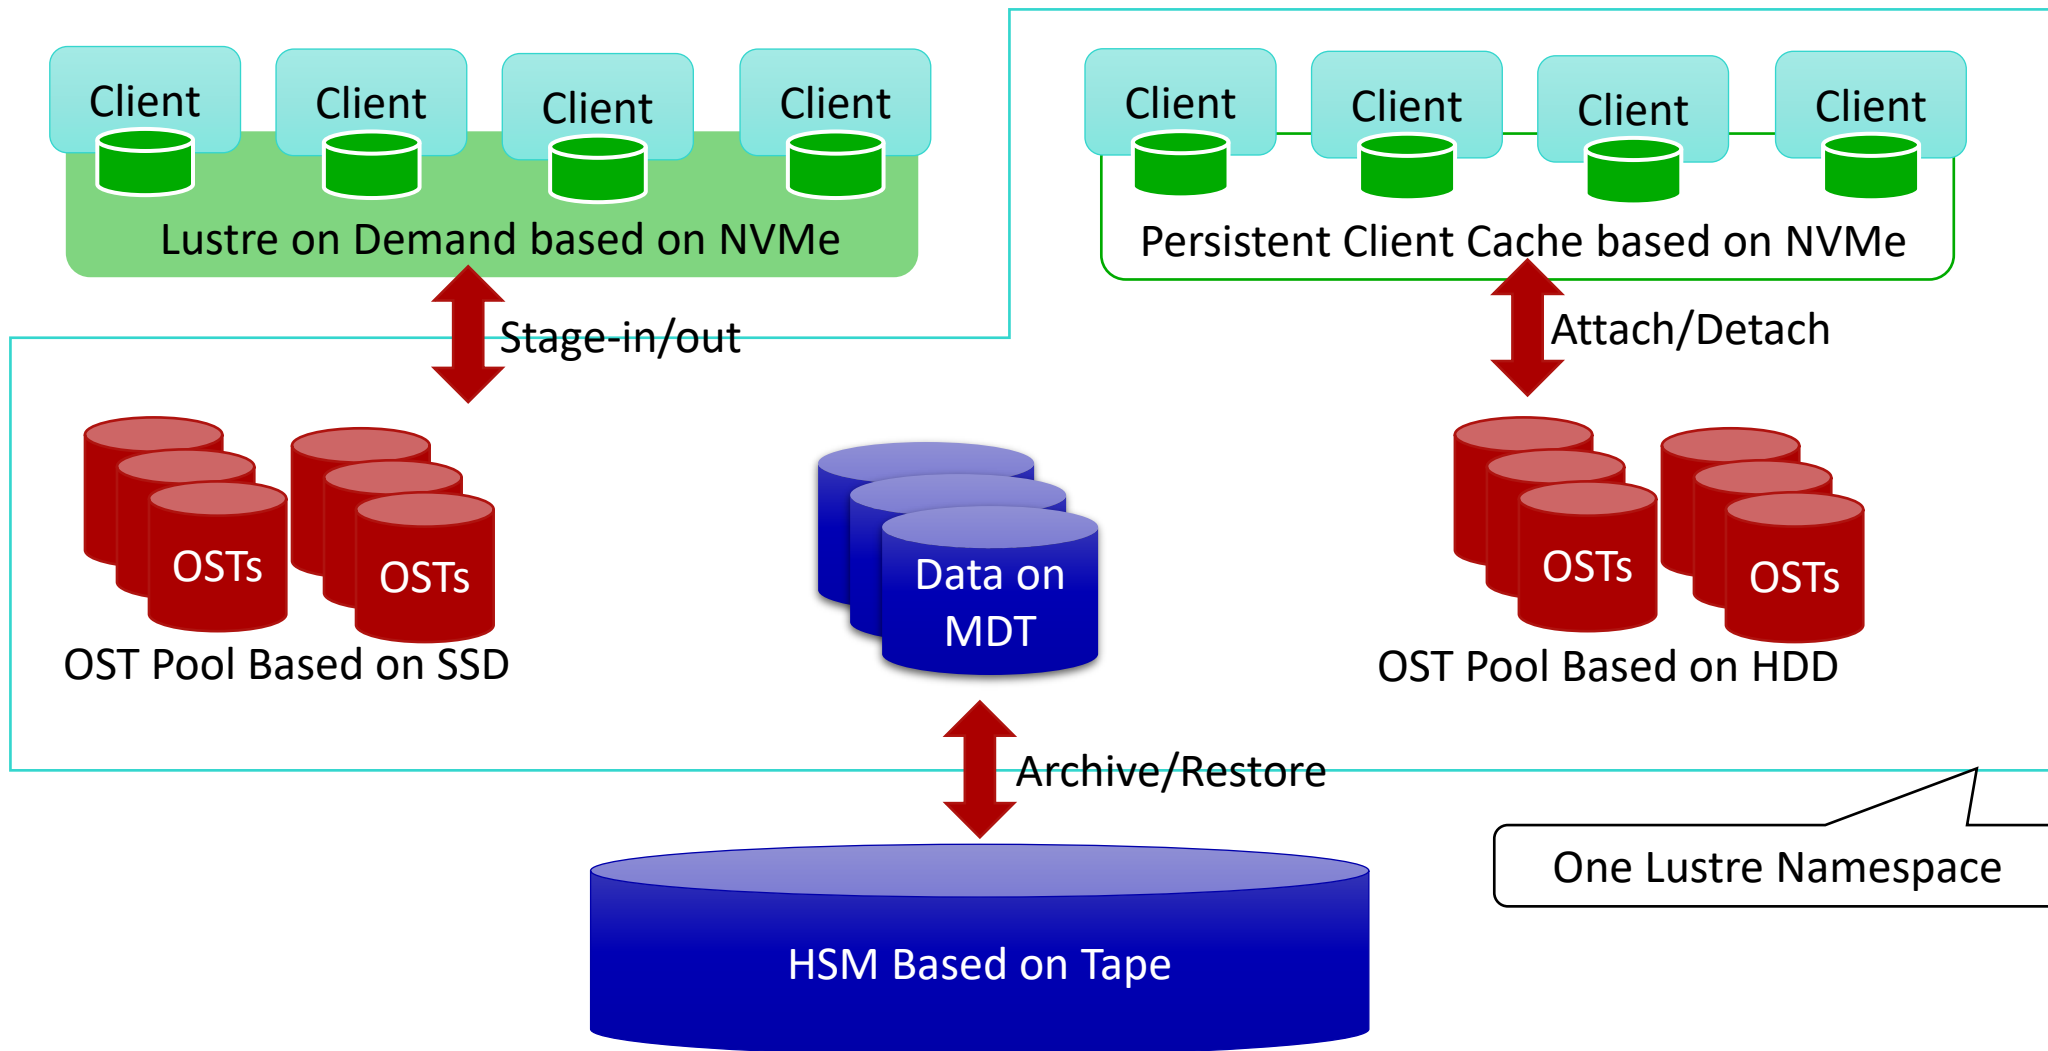 Client
Client
Client
Client
Lustre on Demand based on NVMe
Client
Client
Client
Client
Persistent Client Cache based on NVMe
Stage-in/out
Attach/Detach
OSTs
OSTs
OST Pool Based on SSD
Data on
MDT
OSTs
OSTs
OST Pool Based on HDD
Archive/Restore
One Lustre Namespace
HSM Based on Tape